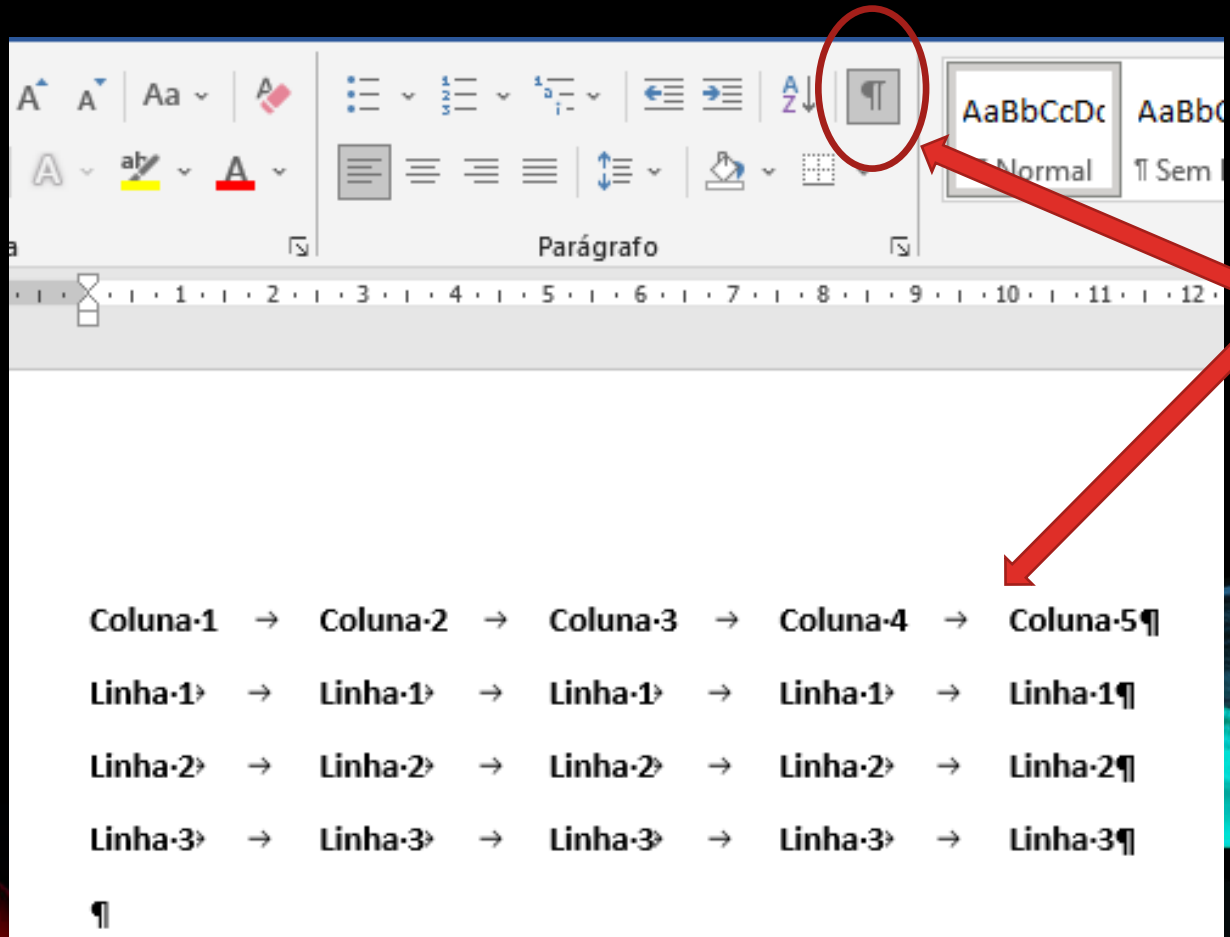 A A Aa A A↓Z ¶ AaBbCcDc AaBbC
A ab A ¶ Normal ¶ Sem
Parágrafo
1 2 3 4 5 6 7 8 9 10 11 12
Coluna·1 → Coluna·2 → Coluna·3 → Coluna·4 → Coluna·5¶
Linha·1 → → Linha·1 → → Linha·1 → → Linha·1 → → Linha·1¶
Linha·2 → → Linha·2 → → Linha·2 → → Linha·2 → → Linha·2¶
Linha·3 → → Linha·3 → → Linha·3 → → Linha·3 → → Linha·3¶
¶